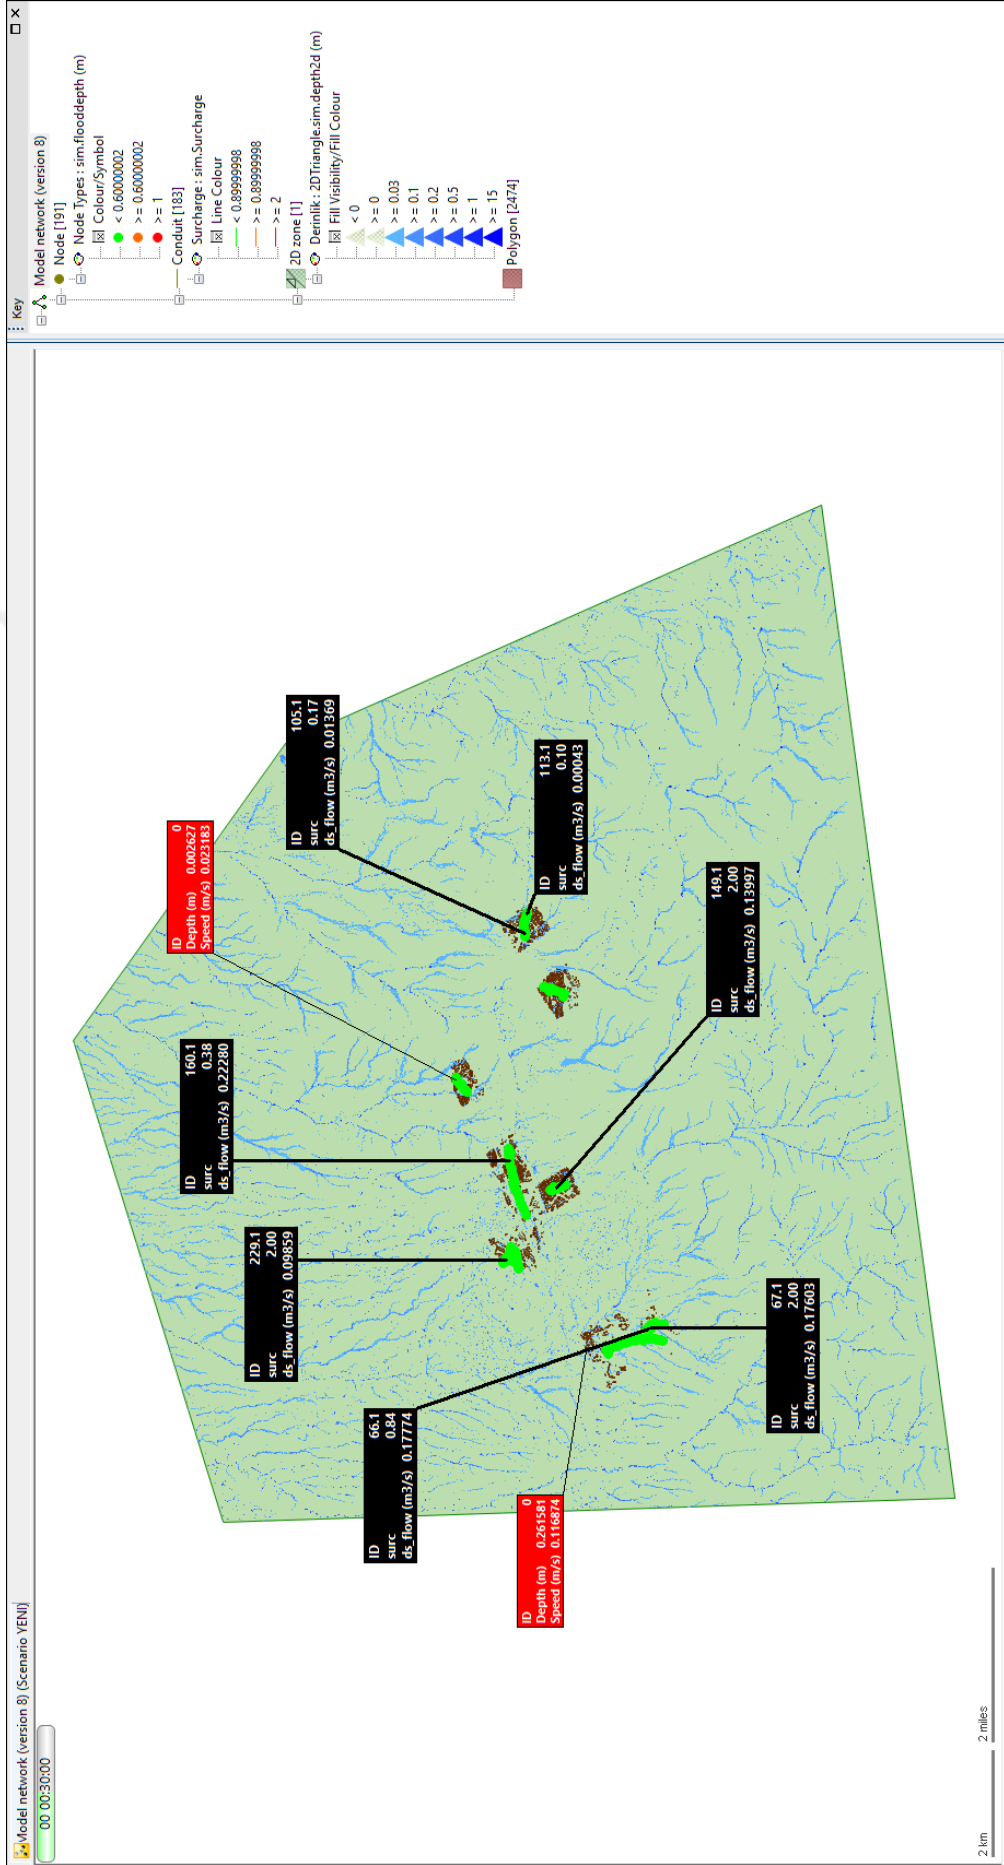 Model network (version 8) (Scenario YENI)
00 00:30:00
ID 66.1
surc 0.84
ds_flow (m3/s) 0.17774
ID 229.1
surc 2.00
ds_flow (m3/s) 0.09859
ID 160.1
surc 0.38
ds_flow (m3/s) 0.22280
ID 0
Depth (m) 0.002627
Speed (m/s) 0.023183
ID 105.1
surc 0.17
ds_flow (m3/s) 0.01369
ID 0
Depth (m) 0.261581
Speed (m/s) 0.116874
ID 113.1
surc 0.10
ds_flow (m3/s) 0.00043
ID 67.1
surc 2.00
ds_flow (m3/s) 0.17603
ID 149.1
surc 2.00
ds_flow (m3/s) 0.13997
2 km
2 miles
Key
Model network (version 8)
Node [191]
Node Types : sim.flooddepth (m)
Colour/Symbol
< 0.60000002
>= 0.60000002
>= 1
Conduit [183]
Surcharge : sim.Surcharge
Line Colour
< 0.89999998
>= 0.89999998
>= 2
2D zone [1]
Derinlik : 2DTriangle.sim.depth2d (m)
Fill Visibility/Fill Colour
< 0
>= 0
>= 0.03
>= 0.1
>= 0.2
>= 0.5
>= 1
>= 15
Polygon [2474]